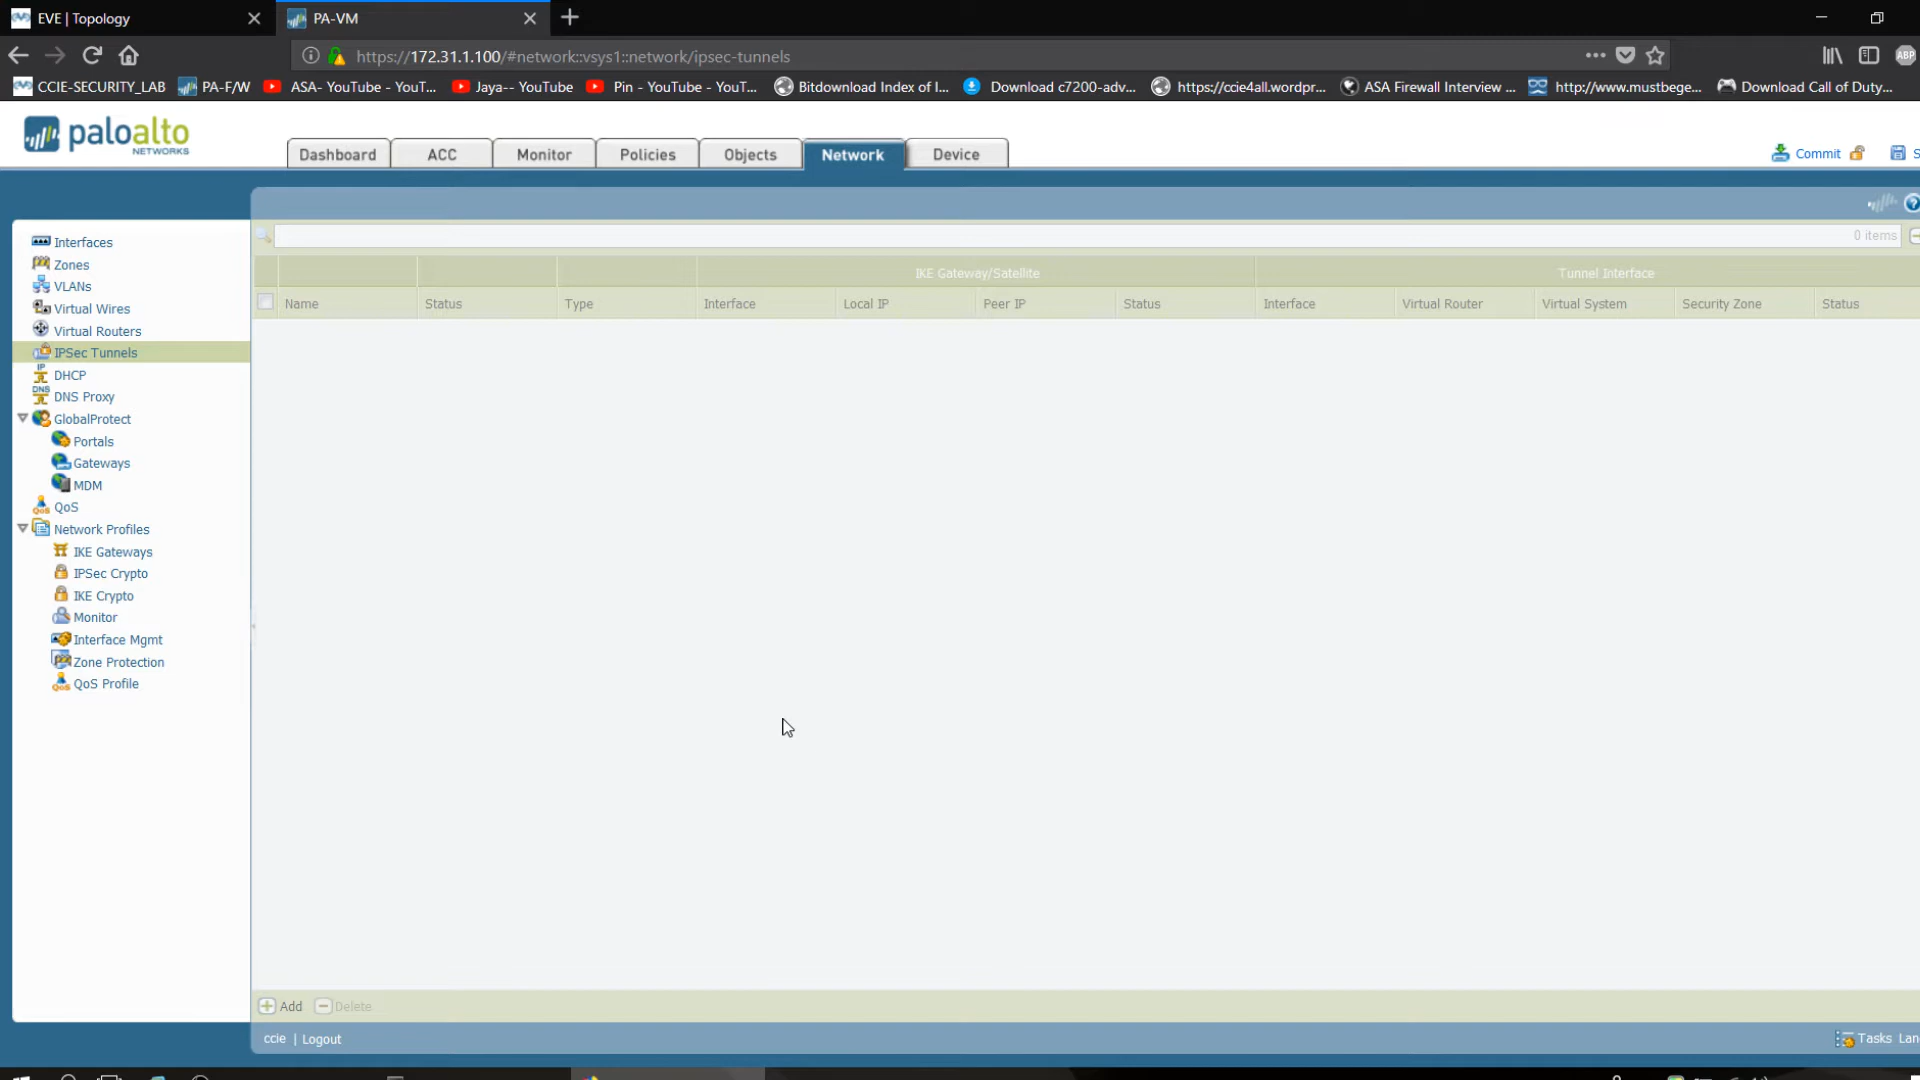 EVE | Topology
PA-VM
https://172.31.1.100/#network::vsys1::network/ipsec-tunnels
ABP
CCIE-SECURITY_LAB PA-F/W ASA- YouTube - YouT... Jaya-- YouTube Pin - YouTube - YouT... Bitdownload Index of l... Download c7200-adv... https://ccie4all.wordpr... ASA Firewall Interview ... http://www.mustbege... Download Call of Duty...
paloalto
NETWORKS
Dashboard ACC Monitor Policies Objects Network Device
Commit S
0 items
Interfaces
Zones
VLANs
Virtual Wires
Virtual Routers
IPSec Tunnels
IP
DHCP
DNS
DNS Proxy
GlobalProtect
Portals
Gateways
MDM
QoS
Network Profiles
IKE Gateways
IPSec Crypto
IKE Crypto
Monitor
Interface Mgmt
Zone Protection
QoS Profile
IKE Gateway/Satellite Tunnel Interface
Name Status Type Interface Local IP Peer IP Status Interface Virtual Router Virtual System Security Zone Status
Add Delete
ccie | Logout
Tasks Lan